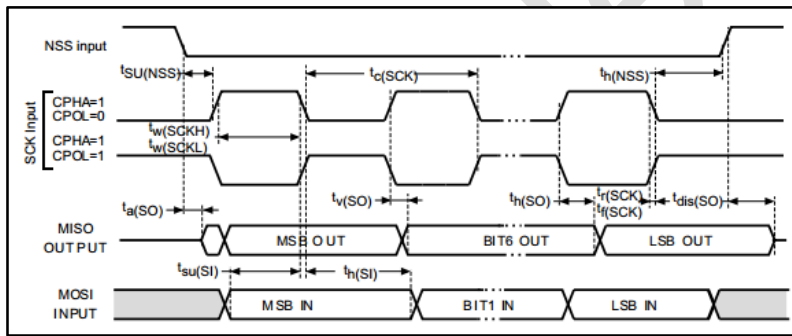 NSS input
tSU(NSS)
tc(SCK)
th(NSS)
SCK Input
CPHA=1
CPOL=0
tw(SCKH)
CPHA=1
tw(SCKL)
CPOL=1
ta(SO)
tv(SO)
th(SO)
tr(SCK)
tf(SCK)
tdis(SO)
MISO
OUTPUT
MSB OUT
BIT6 OUT
LSB OUT
tsu(SI)
th(SI)
MOSI
INPUT
MSB IN
BIT1 IN
LSB IN